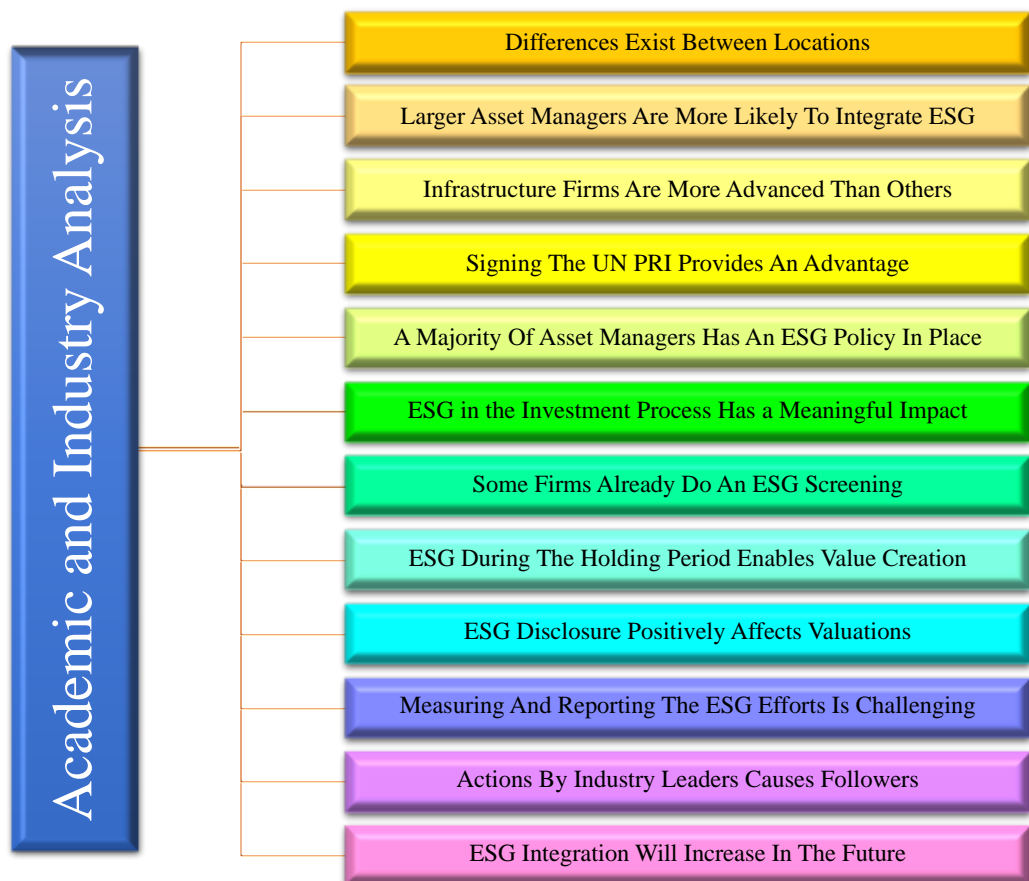 Academic and Industry Analysis
Differences Exist Between Locations
Larger Asset Managers Are More Likely To Integrate ESG
Infrastructure Firms Are More Advanced Than Others
Signing The UN PRI Provides An Advantage
A Majority Of Asset Managers Has An ESG Policy In Place
ESG in the Investment Process Has a Meaningful Impact
Some Firms Already Do An ESG Screening
ESG During The Holding Period Enables Value Creation
ESG Disclosure Positively Affects Valuations
Measuring And Reporting The ESG Efforts Is Challenging
Actions By Industry Leaders Causes Followers
ESG Integration Will Increase In The Future